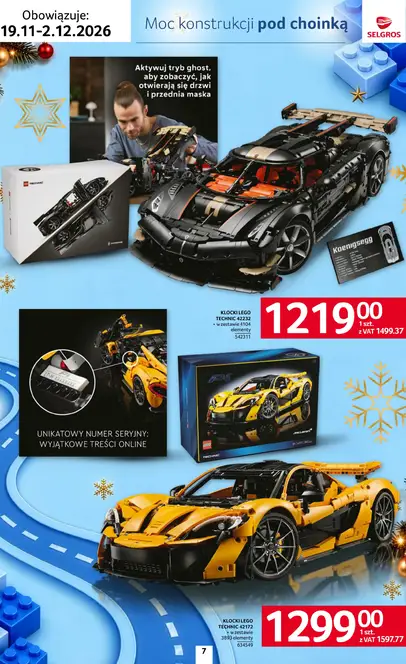 Obowiązuje:
19.11-2.12.2026
Moc konstrukcji pod choinką
SELGROS
Aktywuj tryb ghost,
aby zobaczyć, jak
otwierają się drzwi
i przednia maska
Koenigsegg
KLOCKI LEGO
TECHNIC 42232
• w zestawie 4104
elementy
542311
1219 00
1 szt.
z VAT 1499.37
UNIKATOWY NUMER SERYJNY:
WYJĄTKOWE TREŚCI ONLINE
KLOCKI LEGO
TECHNIC 42172
• w zestawie
3893 elementy
634549
1299 00
1 szt.
z VAT 1597.77
7